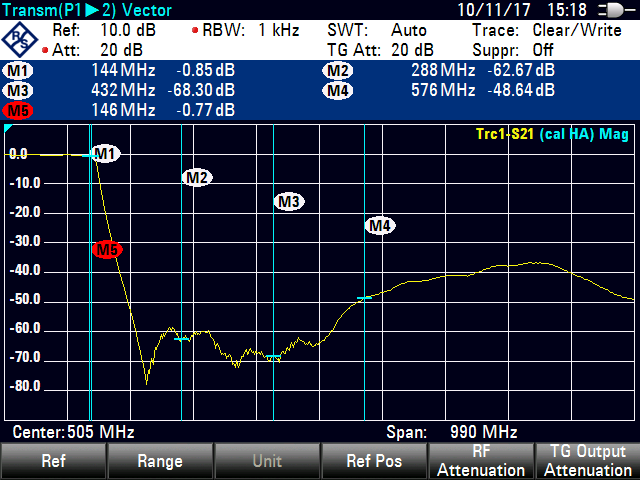 Transm(P1▶2) Vector 10/11/17 15:18
Ref: 10.0 dB RBW: 1 kHz SWT: Auto Trace: Clear/Write
Att: 20 dB TG Att: 20 dB Suppr: Off
M1 144 MHz -0.85 dB M2 288 MHz -62.67 dB
M3 432 MHz -68.30 dB M4 576 MHz -48.64 dB
M5 146 MHz -0.77 dB
Trc1-S21 (cal HA) Mag
0.0 M1
-10.0 M2
-20.0 M3
-30.0 M5 M4
-40.0
-50.0
-60.0
-70.0
-80.0
Center: 505 MHz Span: 990 MHz
Ref Range Unit Ref Pos RF Attenuation TG Output Attenuation
R&S